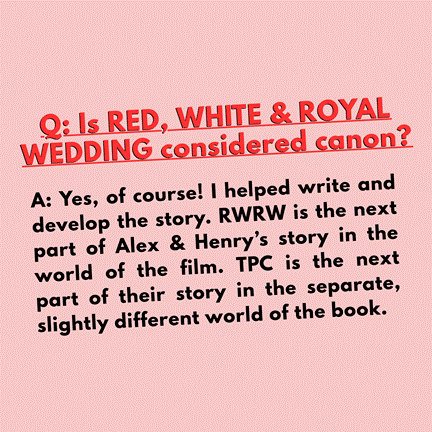 Q: Is RED, WHITE & ROYAL
WEDDING considered canon?
A: Yes, of course! I helped write and
develop the story. RWRW is the next
part of Alex & Henry's story in the
world of the film. TPC is the next
part of their story in the separate,
slightly different world of the book.